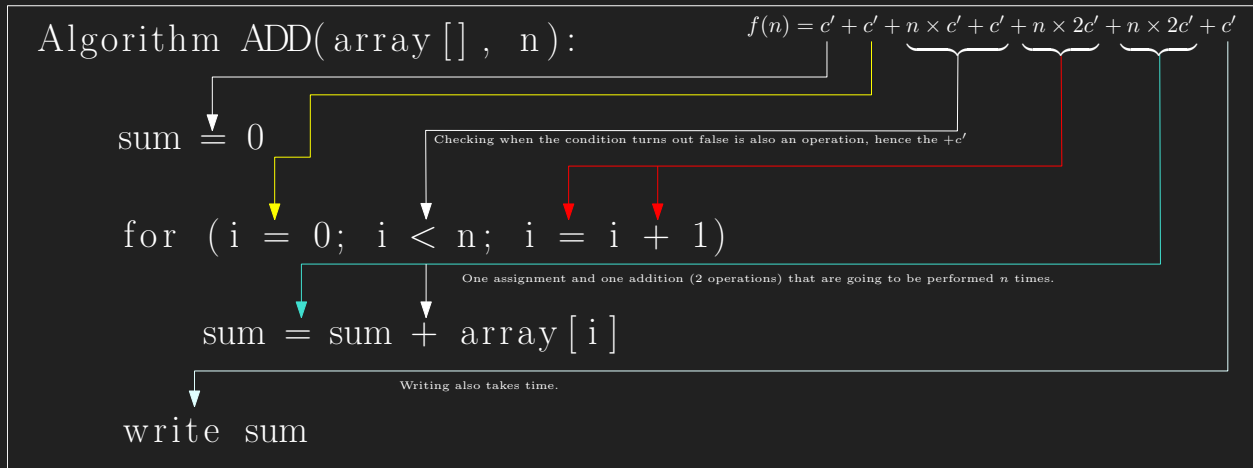 Algorithm ADD(array[], n):
f(n) = c′ + c′ + n × c′ + c′ + n × 2c′ + n × 2c′ + c′
sum = 0
Checking when the condition turns out false is also an operation, hence the +c′
for (i = 0; i < n; i = i + 1)
One assignment and one addition (2 operations) that are going to be performed n times.
sum = sum + array[i]
Writing also takes time.
write sum